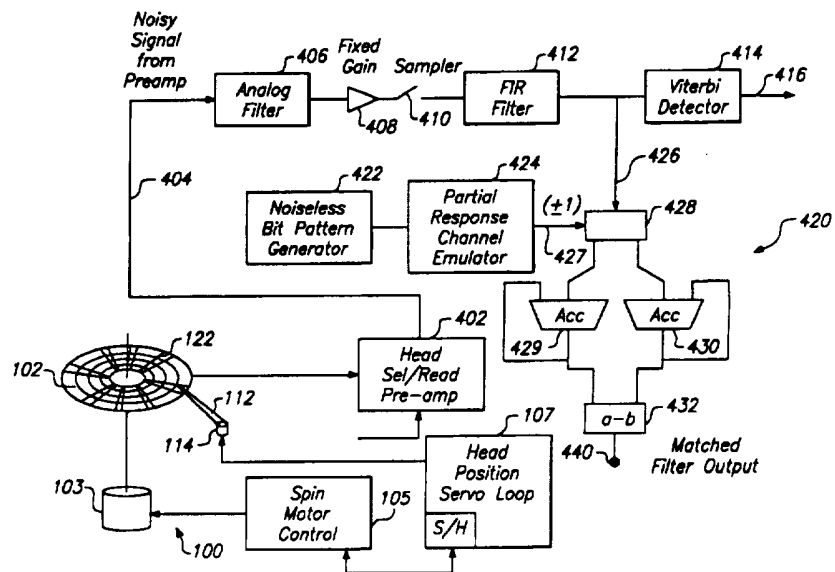 Noisy
Signal
from
Preamp
406
Fixed
Gain
Sampler
412
414
Analog
Filter
408
410
FIR
Filter
Viterbi
Detector
416
404
422
424
426
Noiseless
Bit Pattern
Generator
Partial
Response
Channel
Emulator
(±1)
427
428
420
Acc
429
Acc
430
402
Head
Sel/Read
Pre-amp
122
102
112
114
107
a-b
432
440
Matched
Filter Output
Head
Position
Servo Loop
S/H
103
100
Spin
Motor
Control
105